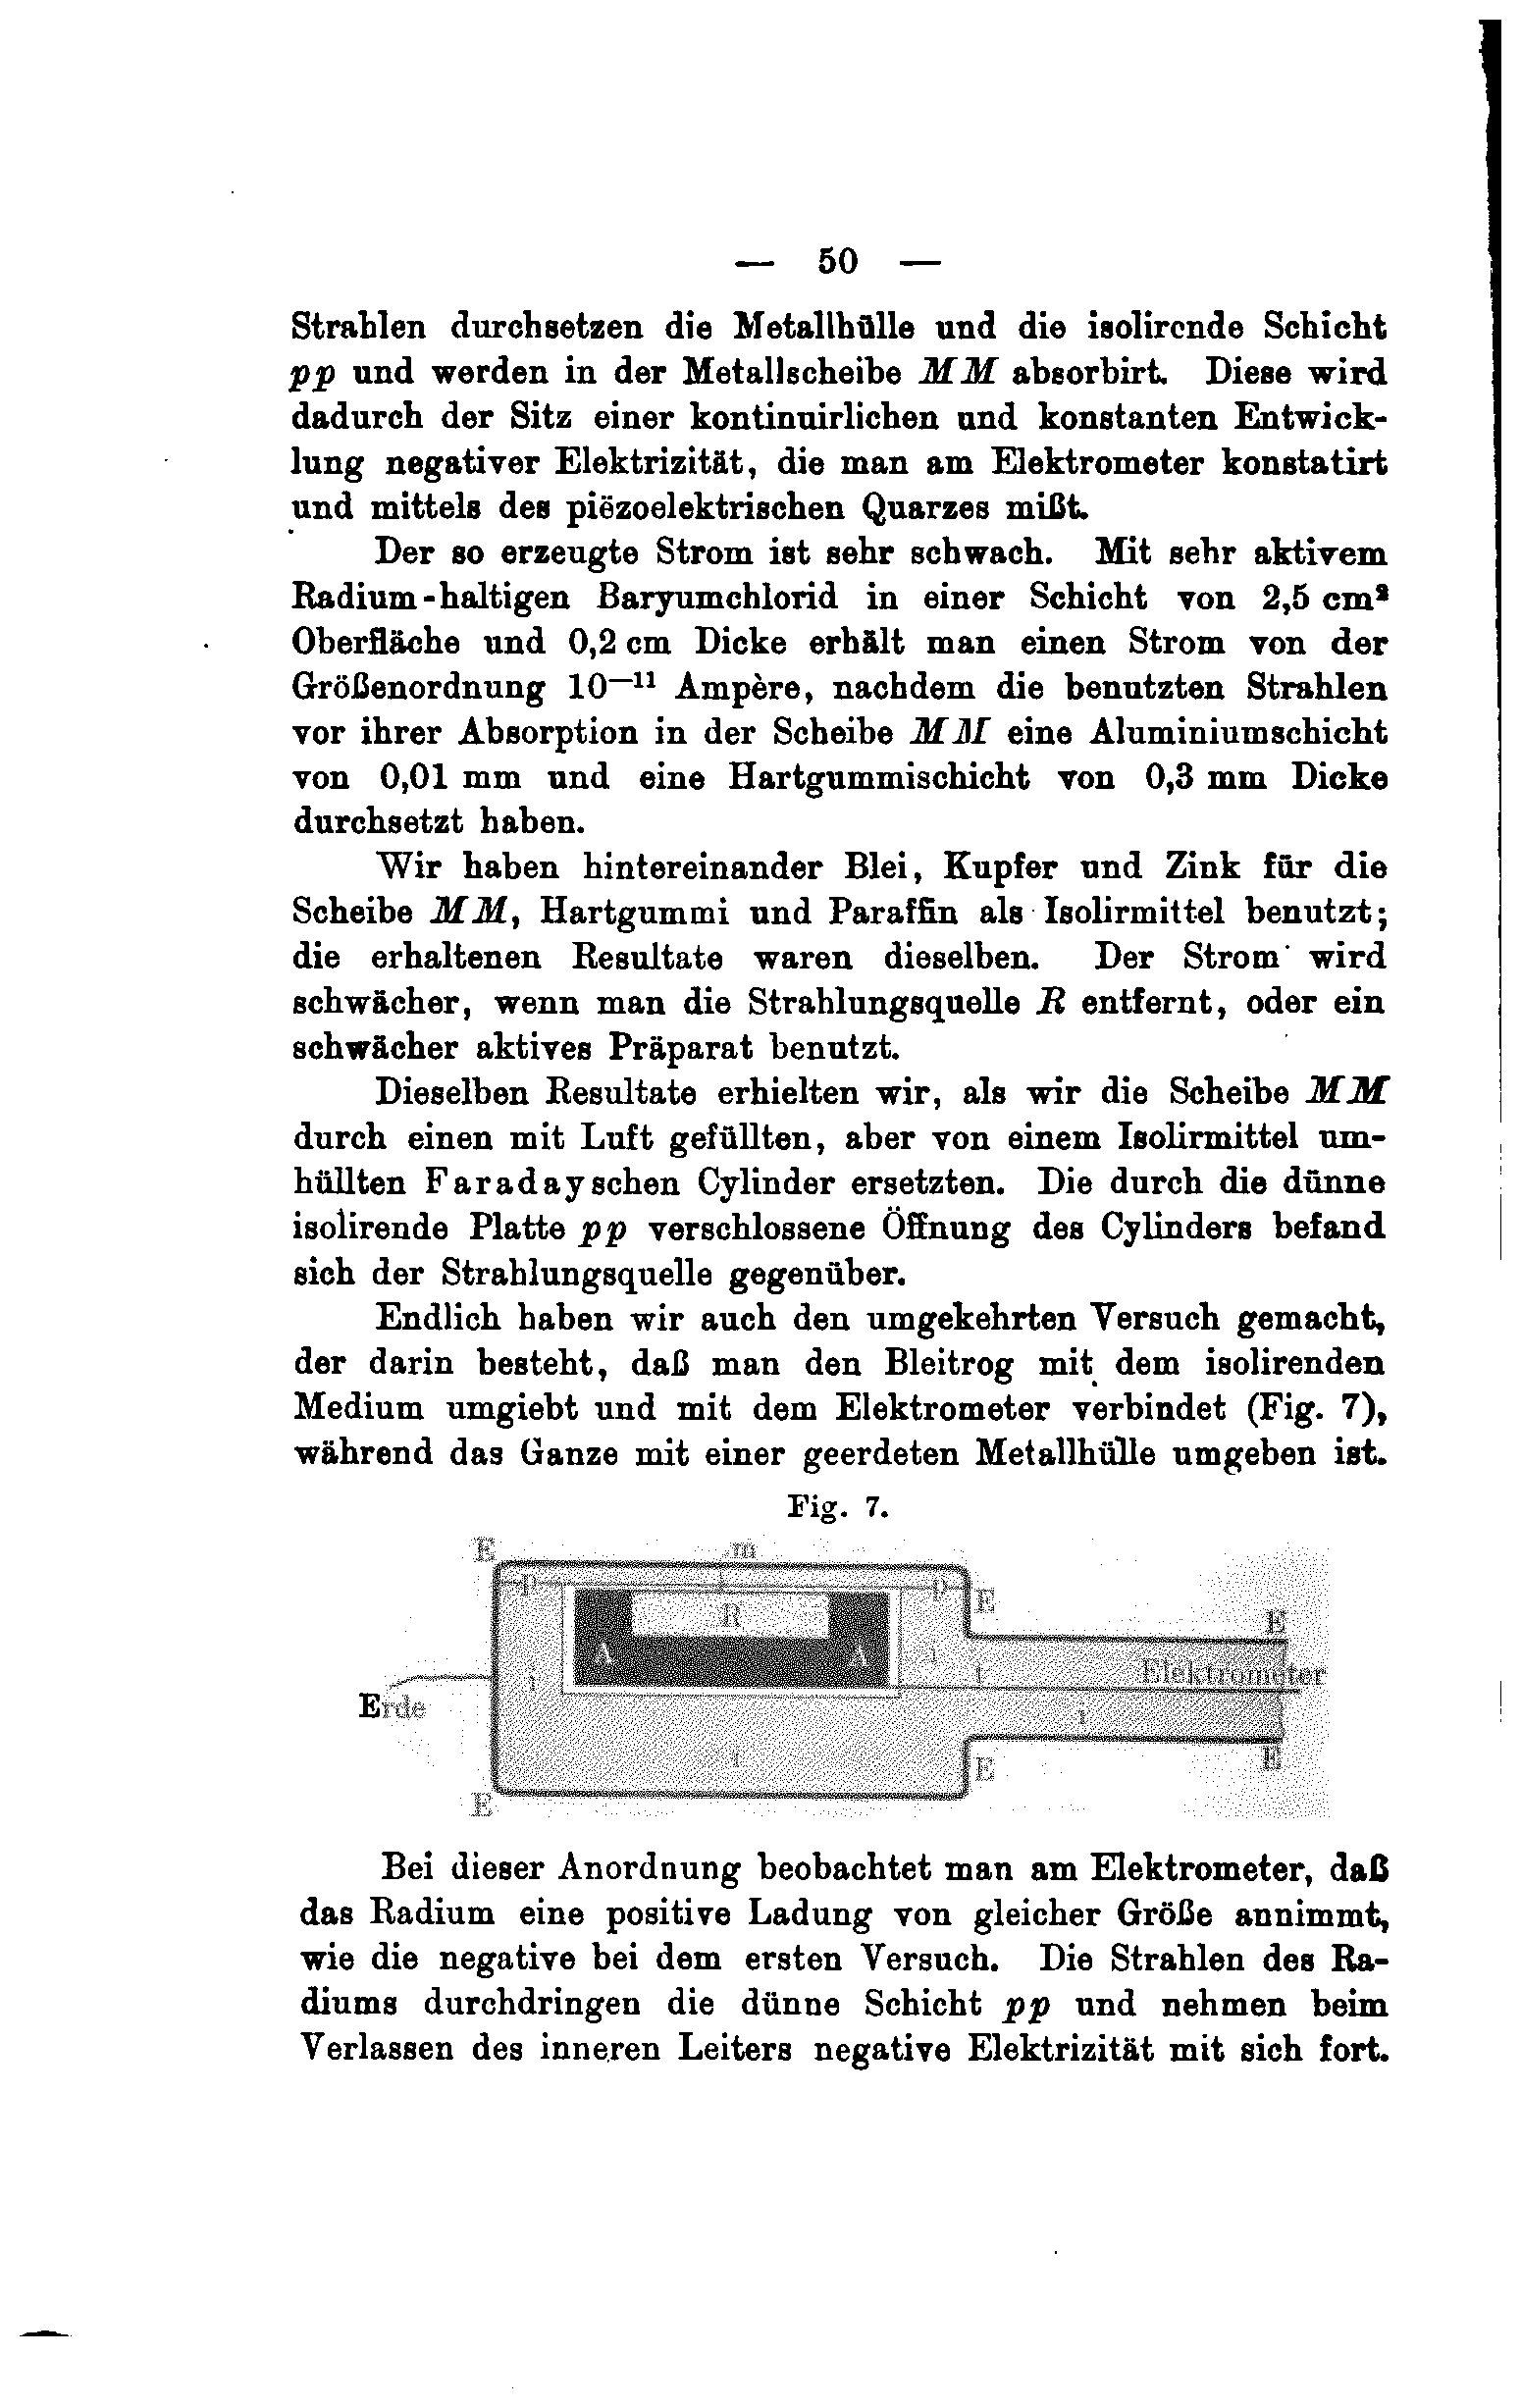 — 50 —
Strahlen durchsetzen die Metallhülle und die isolirende Schicht
pp und werden in der Metallscheibe MM absorbirt. Diese wird
dadurch der Sitz einer kontinuirlichen und konstanten Entwick-
lung negativer Elektrizität, die man am Elektrometer konstatirt
und mittels des piëzoelektrischen Quarzes mißt.
Der so erzeugte Strom ist sehr schwach. Mit sehr aktivem
Radium-haltigen Baryumchlorid in einer Schicht von 2,5 cm²
Oberfläche und 0,2 cm Dicke erhält man einen Strom von der
Größenordnung 10⁻¹¹ Ampère, nachdem die benutzten Strahlen
vor ihrer Absorption in der Scheibe MM eine Aluminiumschicht
von 0,01 mm und eine Hartgummischicht von 0,3 mm Dicke
durchsetzt haben.
Wir haben hintereinander Blei, Kupfer und Zink für die
Scheibe MM, Hartgummi und Paraffin als Isolirmittel benutzt;
die erhaltenen Resultate waren dieselben. Der Strom wird
schwächer, wenn man die Strahlungsquelle R entfernt, oder ein
schwächer aktives Präparat benutzt.
Dieselben Resultate erhielten wir, als wir die Scheibe MM
durch einen mit Luft gefüllten, aber von einem Isolirmittel um-
hüllten Faradayschen Cylinder ersetzten. Die durch die dünne
isolirende Platte pp verschlossene Öffnung des Cylinders befand
sich der Strahlungsquelle gegenüber.
Endlich haben wir auch den umgekehrten Versuch gemacht,
der darin besteht, daß man den Bleitrog mit dem isolirenden
Medium umgiebt und mit dem Elektrometer verbindet (Fig. 7),
während das Ganze mit einer geerdeten Metallhülle umgeben ist.
Fig. 7.
E m
p p E
R E
A A i
i t Elektrometer
Erde
i
i E E
E
Bei dieser Anordnung beobachtet man am Elektrometer, daß
das Radium eine positive Ladung von gleicher Größe annimmt,
wie die negative bei dem ersten Versuch. Die Strahlen des Ra-
diums durchdringen die dünne Schicht pp und nehmen beim
Verlassen des inneren Leiters negative Elektrizität mit sich fort.